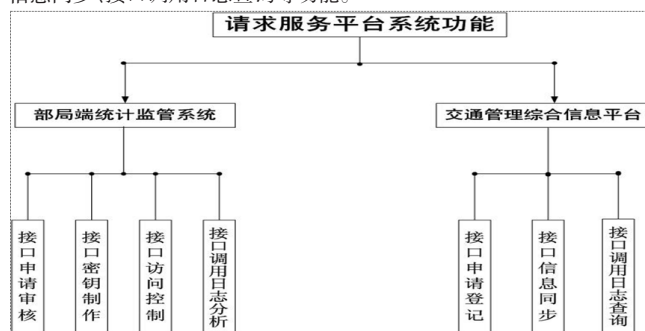 请求服务平台系统功能
部局端统计监管系统
交通管理综合信息平台
接口申请审核
接口密钥制作
接口访问控制
接口调用日志分析
接口申请登记
接口信息同步
接口调用日志查询